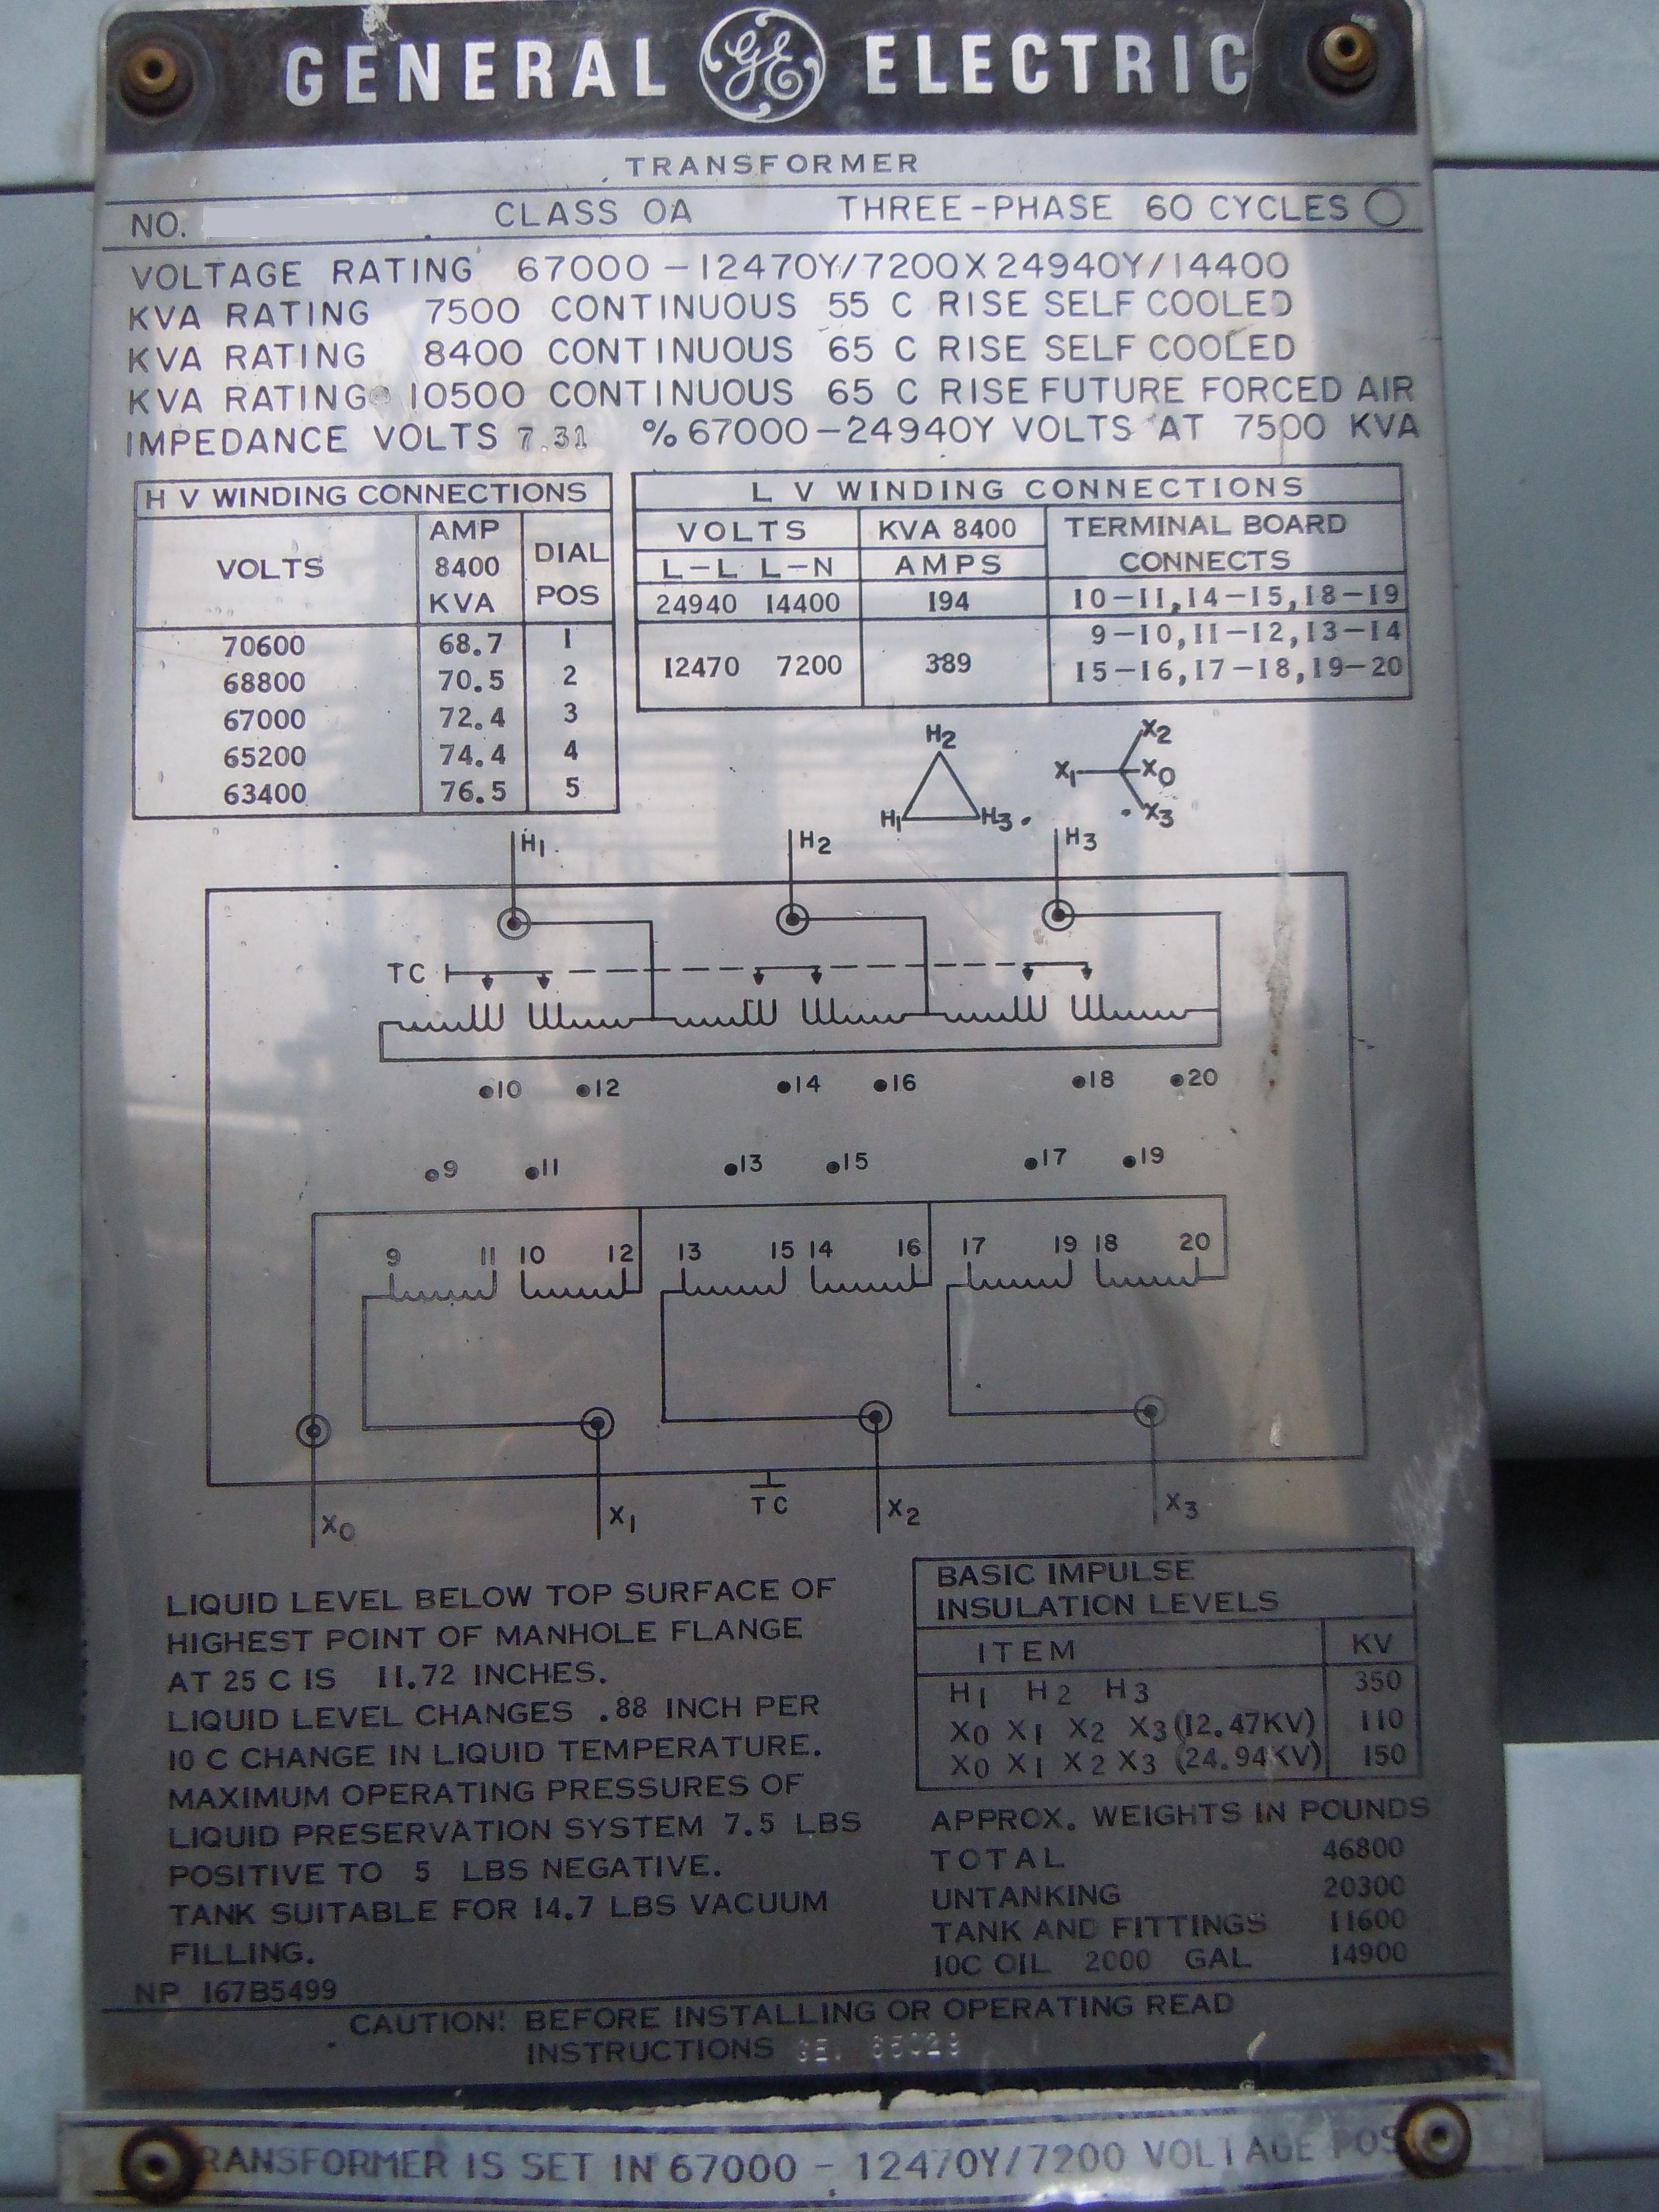 GENERAL GE ELECTRIC
TRANSFORMER
NO. CLASS OA THREE-PHASE 60 CYCLES
VOLTAGE RATING 67000-12470Y/7200X24940Y/14400
KVA RATING 7500 CONTINUOUS 55 C RISE SELF COOLED
KVA RATING 8400 CONTINUOUS 65 C RISE SELF COOLED
KVA RATING 10500 CONTINUOUS 65 C RISE FUTURE FORCED AIR
IMPEDANCE VOLTS 7.31 % 67000-24940Y VOLTS AT 7500 KVA
H V WINDING CONNECTIONS
VOLTS AMP 8400 KVA DIAL POS
70600 68.7 1
68800 70.5 2
67000 72.4 3
65200 74.4 4
63400 76.5 5
L V WINDING CONNECTIONS
VOLTS KVA 8400 TERMINAL BOARD
L-L L-N AMPS CONNECTS
24940 14400 194 10-11,14-15,18-19
9-10,11-12,13-14
12470 7200 389 15-16,17-18,19-20
H2 X2
X1 X0
H1 H3 X3
H1 H2 H3
TC
10 12 14 16 18 20
9 11 13 15 17 19
9 11 10 12 13 15 14 16 17 19 18 20
X0 X1 TC X2 X3
LIQUID LEVEL BELOW TOP SURFACE OF
HIGHEST POINT OF MANHOLE FLANGE
AT 25 C IS 11.72 INCHES.
LIQUID LEVEL CHANGES .88 INCH PER
10 C CHANGE IN LIQUID TEMPERATURE.
MAXIMUM OPERATING PRESSURES OF
LIQUID PRESERVATION SYSTEM 7.5 LBS
POSITIVE TO 5 LBS NEGATIVE.
TANK SUITABLE FOR 14.7 LBS VACUUM
FILLING.
NP 167B5499
BASIC IMPULSE
INSULATION LEVELS
ITEM KV
H1 H2 H3 350
X0 X1 X2 X3 (12.47KV) 110
X0 X1 X2 X3 (24.94KV) 150
APPROX. WEIGHTS IN POUNDS
TOTAL 46800
UNTANKING 20300
TANK AND FITTINGS 11600
10C OIL 2000 GAL 14900
CAUTION: BEFORE INSTALLING OR OPERATING READ
INSTRUCTIONS
RANSFORMER IS SET IN 67000 - 12470Y/7200 VOLTAGE POS